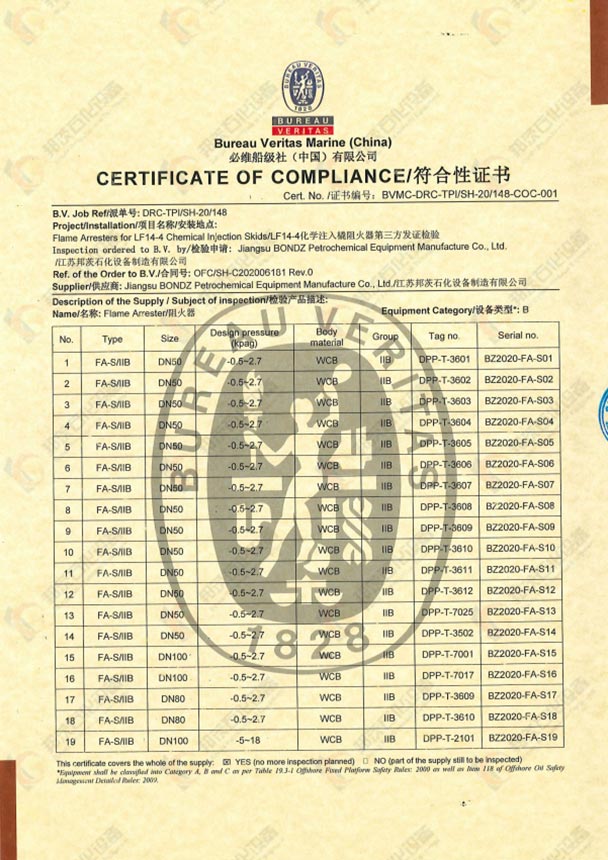 BUREAU VERITAS
1828
BUREAU
VERITAS
Bureau Veritas Marine (China)
必维船级社（中国）有限公司
CERTIFICATE OF COMPLIANCE/符合性证书
Cert. No. /证书编号：BVMC-DRC-TPI/SH-20/148-COC-001
B.V. Job Ref/派单号: DRC-TPI/SH-20/148
Project/Installation/项目名称/安装地点:
Flame Arresters for LF14-4 Chemical Injection Skids/LF14-4化学注入橇阻火器第三方发证检验
Inspection ordered to B.V. by/检验申请: Jiangsu BONDZ Petrochemical Equipment Manufacture Co., Ltd.
/江苏邦茨石化设备制造有限公司
Ref. of the Order to B.V./合同号: OFC/SH-C202006181 Rev.0
Supplier/供应商: Jiangsu BONDZ Petrochemical Equipment Manufacture Co., Ltd./江苏邦茨石化设备制造有限公司
Description of the Supply / Subject of inspection/检验产品描述:
Name/名称: Flame Arrester/阻火器 Equipment Category/设备类型*: B
No. Type Size Design pressure (kpag) Body material Group Tag no. Serial no.
1 FA-S/IIB DN50 -0.5~2.7 WCB IIB DPP-T-3601 BZ2020-FA-S01
2 FA-S/IIB DN50 -0.5~2.7 WCB IIB DPP-T-3602 BZ2020-FA-S02
3 FA-S/IIB DN50 -0.5~2.7 WCB IIB DPP-T-3603 BZ2020-FA-S03
4 FA-S/IIB DN50 -0.5~2.7 WCB IIB DPP-T-3604 BZ2020-FA-S04
5 FA-S/IIB DN50 -0.5~2.7 WCB IIB DPP-T-3605 BZ2020-FA-S05
6 FA-S/IIB DN50 -0.5~2.7 WCB IIB DPP-T-3606 BZ2020-FA-S06
7 FA-S/IIB DN50 -0.5~2.7 WCB IIB DPP-T-3607 BZ2020-FA-S07
8 FA-S/IIB DN50 -0.5~2.7 WCB IIB DPP-T-3608 BZ2020-FA-S08
9 FA-S/IIB DN50 -0.5~2.7 WCB IIB DPP-T-3609 BZ2020-FA-S09
10 FA-S/IIB DN50 -0.5~2.7 WCB IIB DPP-T-3610 BZ2020-FA-S10
11 FA-S/IIB DN50 -0.5~2.7 WCB IIB DPP-T-3611 BZ2020-FA-S11
12 FA-S/IIB DN50 -0.5~2.7 WCB IIB DPP-T-3612 BZ2020-FA-S12
13 FA-S/IIB DN50 -0.5~2.7 WCB IIB DPP-T-7025 BZ2020-FA-S13
14 FA-S/IIB DN50 -0.5~2.7 WCB IIB DPP-T-3502 BZ2020-FA-S14
15 FA-S/IIB DN100 -0.5~2.7 WCB IIB DPP-T-7001 BZ2020-FA-S15
16 FA-S/IIB DN100 -0.5~2.7 WCB IIB DPP-T-7017 BZ2020-FA-S16
17 FA-S/IIB DN80 -0.5~2.7 WCB IIB DPP-T-3609 BZ2020-FA-S17
18 FA-S/IIB DN80 -0.5~2.7 WCB IIB DPP-T-3610 BZ2020-FA-S18
19 FA-S/IIB DN100 -5~18 WCB IIB DPP-T-2101 BZ2020-FA-S19
BUREAU VERITAS
1828
This certificate covers the whole of the supply: ☒ YES (no more inspection planned) ☐ NO (part of the supply still to be inspected)
*Equipment shall be classified into Category A, B and C as per Table 19.3-1 Offshore Fixed Platform Safety Rules: 2000 as well as Item 118 of Offshore Oil Safety
Management Detailed Rules: 2009.